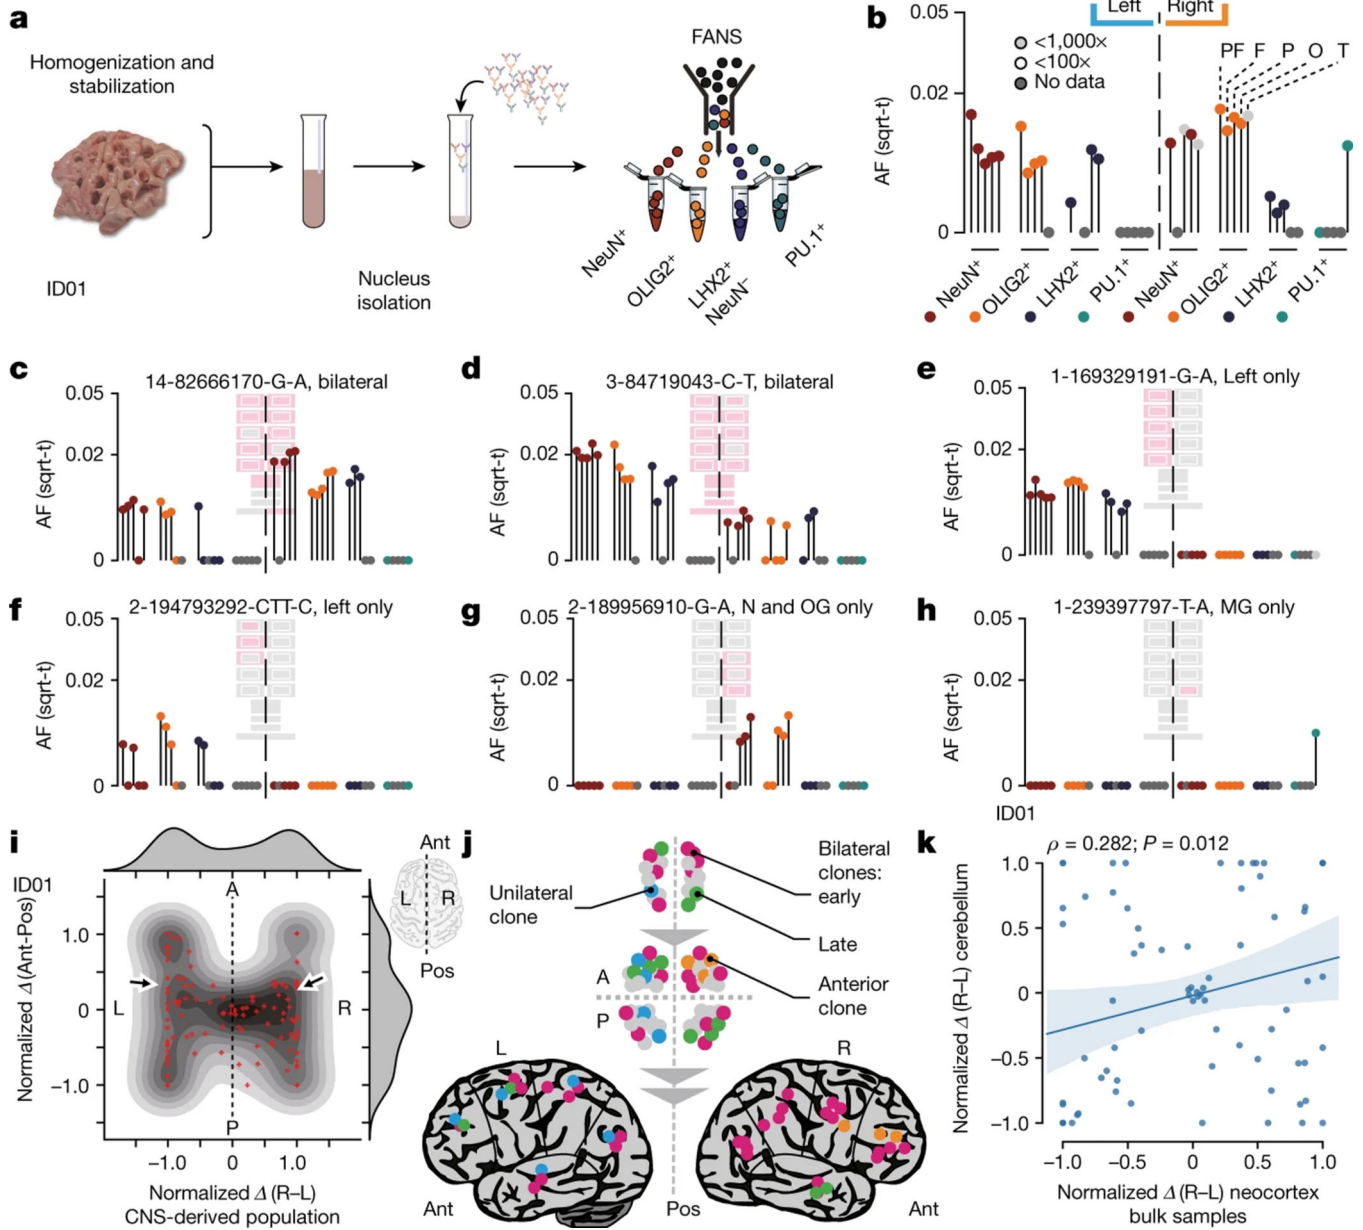 a
Homogenization and
stabilization
ID01
Nucleus
isolation
FANS
NeuN+
OLIG2+
LHX2+
NeuN−
PU.1+
b
Left
Right
<1,000×
<100×
No data
PF F P O T
AF (sqrt-t)
0.05
0.02
0
NeuN+
OLIG2+
LHX2+
PU.1+
NeuN+
OLIG2+
LHX2+
PU.1+
c
14-82666170-G-A, bilateral
AF (sqrt-t)
0.05
0.02
0
d
3-84719043-C-T, bilateral
AF (sqrt-t)
0.05
0.02
0
e
1-169329191-G-A, Left only
AF (sqrt-t)
0.05
0.02
0
f
2-194793292-CTT-C, left only
AF (sqrt-t)
0.05
0.02
0
g
2-189956910-G-A, N and OG only
AF (sqrt-t)
0.05
0.02
0
h
1-239397797-T-A, MG only
AF (sqrt-t)
0.05
0.02
0
i
ID01
Normalized Δ (Ant-Pos)
1.0
0
−1.0
A
L
R
P
−1.0 0 1.0
Normalized Δ (R–L)
CNS-derived population
Ant
L R
Pos
j
Unilateral
clone
Bilateral
clones:
early
Late
Anterior
clone
A
P
L
R
Ant
Pos
Ant
k
ID01
ρ = 0.282; P = 0.012
Normalized Δ (R–L) cerebellum
1.0
0.5
0
−0.5
−1.0
−1.0 −0.5 0 0.5 1.0
Normalized Δ (R–L) neocortex
bulk samples